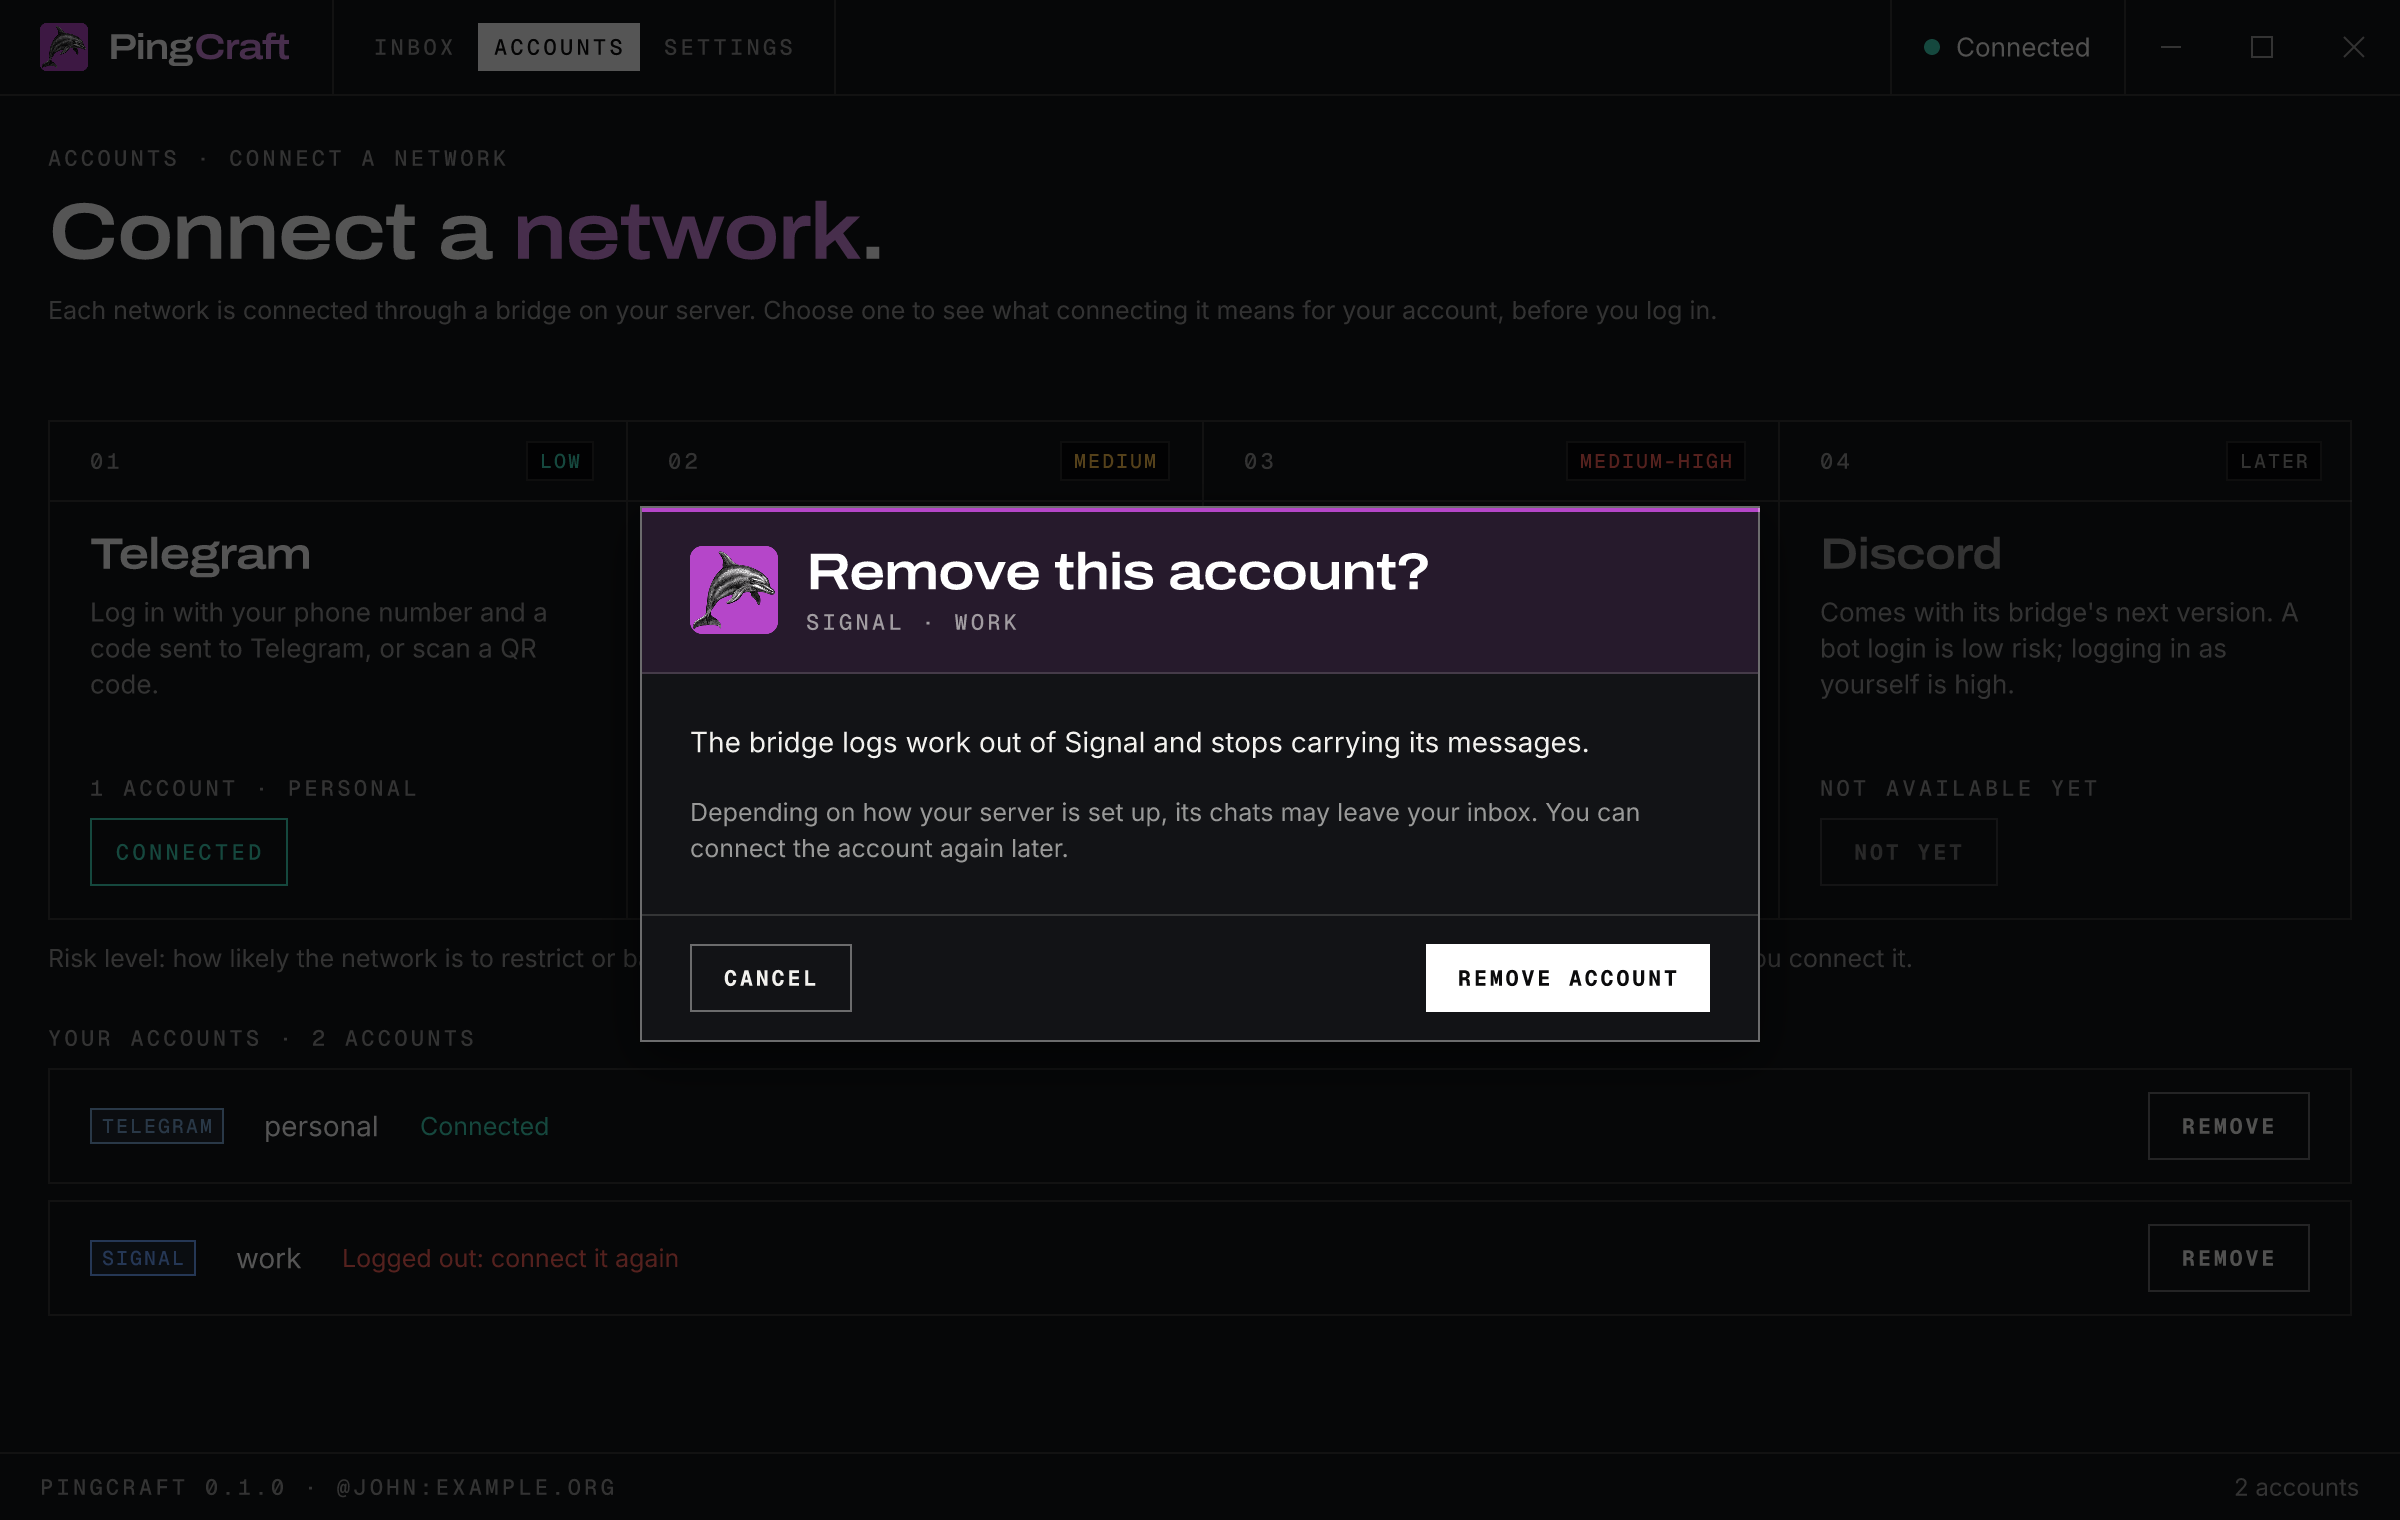 PingCraft
INBOX
ACCOUNTS
SETTINGS
Connected
ACCOUNTS · CONNECT A NETWORK
Connect a network.
Each network is connected through a bridge on your server. Choose one to see what connecting it means for your account, before you log in.
01
LOW
02
MEDIUM
03
MEDIUM-HIGH
04
LATER
Telegram
Log in with your phone number and a
code sent to Telegram, or scan a QR
code.
1 ACCOUNT · PERSONAL
CONNECTED
Discord
Comes with its bridge's next version. A
bot login is low risk; logging in as
yourself is high.
NOT AVAILABLE YET
NOT YET
Remove this account?
SIGNAL · WORK
The bridge logs work out of Signal and stops carrying its messages.
Depending on how your server is set up, its chats may leave your inbox. You can
connect the account again later.
CANCEL
REMOVE ACCOUNT
Risk level: how likely the network is to restrict or
connect it.
YOUR ACCOUNTS · 2 ACCOUNTS
TELEGRAM
personal
Connected
REMOVE
SIGNAL
work
Logged out: connect it again
REMOVE
PINGCRAFT 0.1.0 · @JOHN:EXAMPLE.ORG
2 accounts